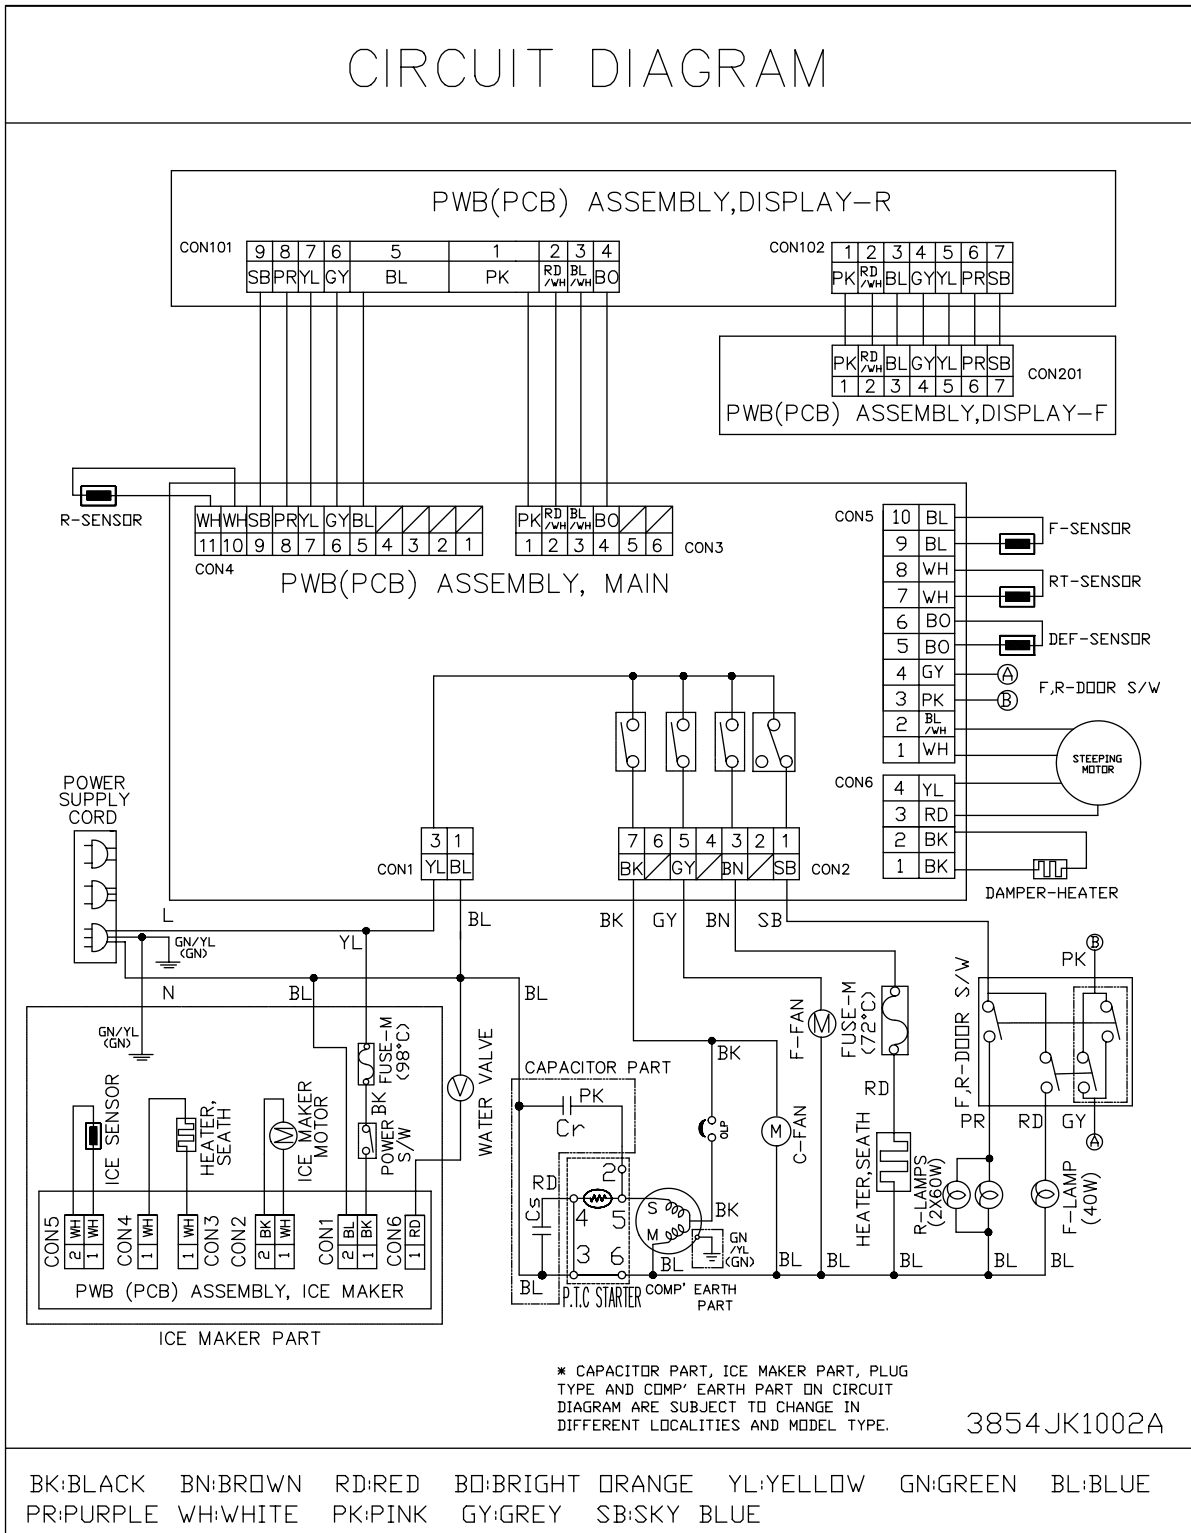 CIRCUIT DIAGRAM
PWB(PCB) ASSEMBLY,DISPLAY-R
CON101
9 8 7 6 5 1 2 3 4
SB PR YL GY BL PK RD/WH BL/WH BO
CON102
1 2 3 4 5 6 7
PK RD/WH BL GY YL PR SB
PK RD/WH BL GY YL PR SB
1 2 3 4 5 6 7
CON201
PWB(PCB) ASSEMBLY,DISPLAY-F
R-SENSOR
WH WH SB PR YL GY BL
11 10 9 8 7 6 5 4 3 2 1
CON4
PK RD/WH BL/WH BO
1 2 3 4 5 6
CON3
PWB(PCB) ASSEMBLY, MAIN
CON5
10 BL
9 BL
8 WH
7 WH
6 BO
5 BO
4 GY
3 PK
2 BL/WH
1 WH
F-SENSOR
RT-SENSOR
DEF-SENSOR
A
B
F,R-DOOR S/W
STEEPING
MOTOR
CON6
4 YL
3 RD
2 BK
1 BK
DAMPER-HEATER
POWER
SUPPLY
CORD
CON1
3 1
YL BL
7 6 5 4 3 2 1
BK GY BN SB
CON2
L
GN/YL
(GN)
YL
BL
BK GY BN SB
N
BL
BL
GN/YL
(GN)
FUSE-M
(98°C)
BK
POWER
S/W
WATER VALVE
V
ICE SENSOR
HEATER,
SEATH
M
ICE MAKER
MOTOR
CON5
2 WH
1 WH
CON4
1 WH
1 WH
CON3
CON2
2 BK
1 WH
CON1
2 BL
1 BK
CON6
1 RD
PWB (PCB) ASSEMBLY, ICE MAKER
ICE MAKER PART
CAPACITOR PART
PK
Cr
RD
Cs
2
4 5
3 6
BL
P.T.C STARTER
S
M
BL
BK
OLP
BK
GN
/YL
(GN)
COMP' EARTH
PART
M
C-FAN
BL
F-FAN
M
BL
FUSE-M
(72°C)
RD
HEATER,SEATH
BL
F,R-DOOR S/W
B
PK
PR RD GY
A
R-LAMPS
(2X60W)
BL
F-LAMP
(40W)
BL
* CAPACITOR PART, ICE MAKER PART, PLUG
TYPE AND COMP' EARTH PART ON CIRCUIT
DIAGRAM ARE SUBJECT TO CHANGE IN
DIFFERENT LOCALITIES AND MODEL TYPE.
3854JK1002A
BK:BLACK BN:BROWN RD:RED BO:BRIGHT ORANGE YL:YELLOW GN:GREEN BL:BLUE
PR:PURPLE WH:WHITE PK:PINK GY:GREY SB:SKY BLUE